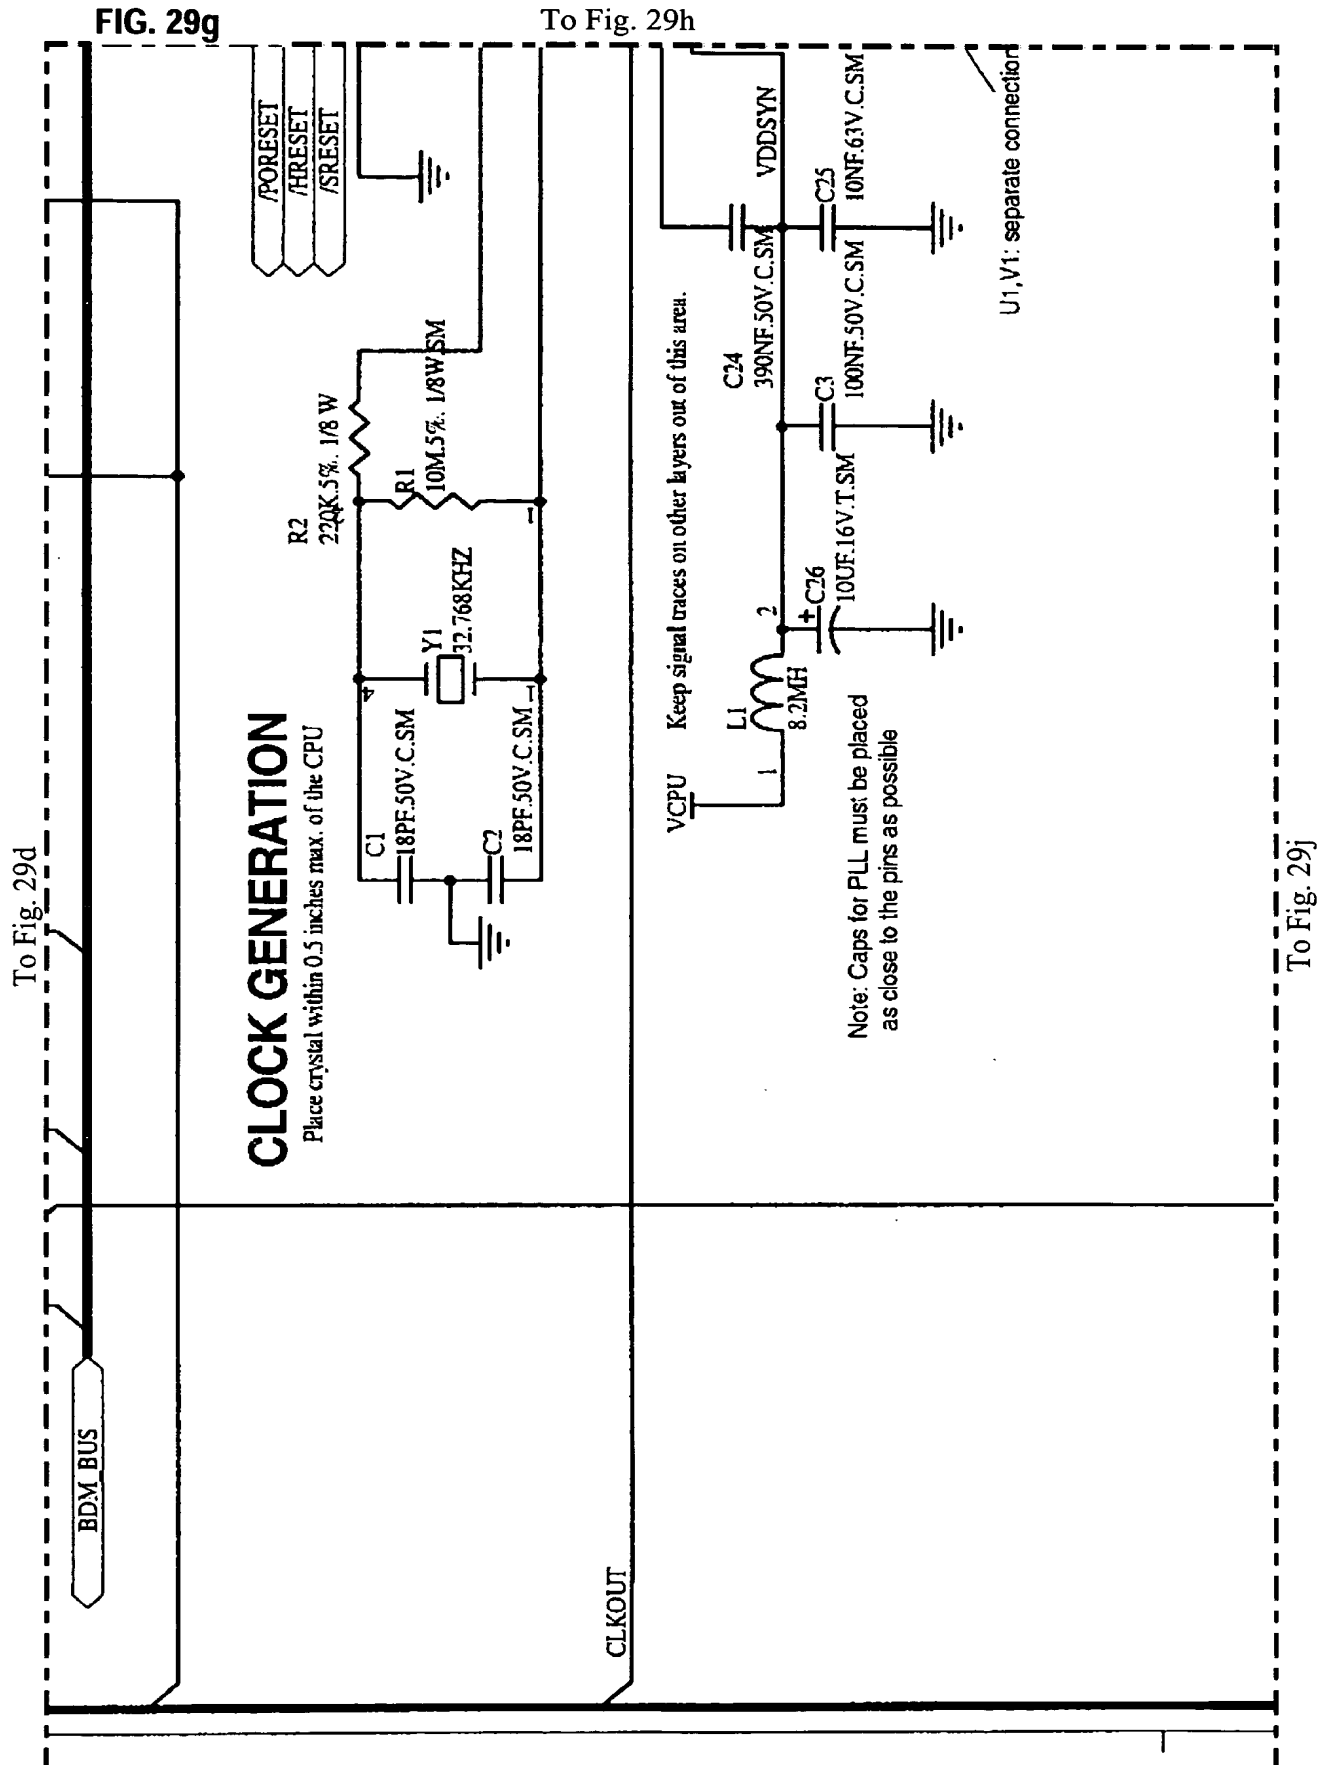 FIG. 29g
To Fig. 29h
To Fig. 29d
To Fig. 29j
BDM_BUS
/PORESET
/HRESET
/SRESET
CLOCK GENERATION
Place crystal within 0.5 inches max. of the CPU
R2
220K.5%. 1/8 W
R1
10M.5%. 1/8W.SM
Y1
32.768KHZ
4
1
1
C1
18PF.50V.C.SM
C2
18PF.50V.C.SM
CLKOUT
Keep signal traces on other layers out of this area.
VCPU
L1
8.2MH
1
2
VDDSYN
C24
390NF.50V.C.SM
C25
10NF.63V.C.SM
C3
100NF.50V.C.SM
+
C26
10UF.16V.T.SM
Note: Caps for PLL must be placed
as close to the pins as possible
U1,V1: separate connection